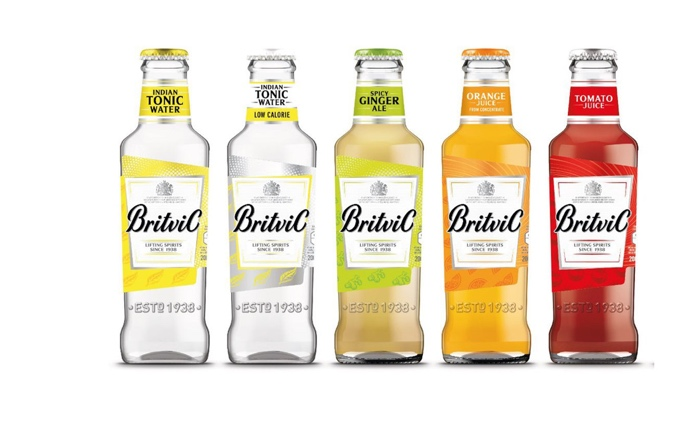 INDIAN
TONIC
WATER
BritviC
LIFTING SPIRITS
SINCE 1938
·ESTD 1938·
INDIAN
TONIC
WATER
LOW CALORIE
BritviC
LIFTING SPIRITS
SINCE 1938
·ESTD 1938·
SPICY
GINGER
ALE
BritviC
LIFTING SPIRITS
SINCE 1938
·ESTD 1938·
ORANGE
JUICE
FROM CONCENTRATE
BritviC
LIFTING SPIRITS
SINCE 1938
·ESTD 1938·
TOMATO
JUICE
BritviC
LIFTING SPIRITS
SINCE 1938
·ESTD 1938·